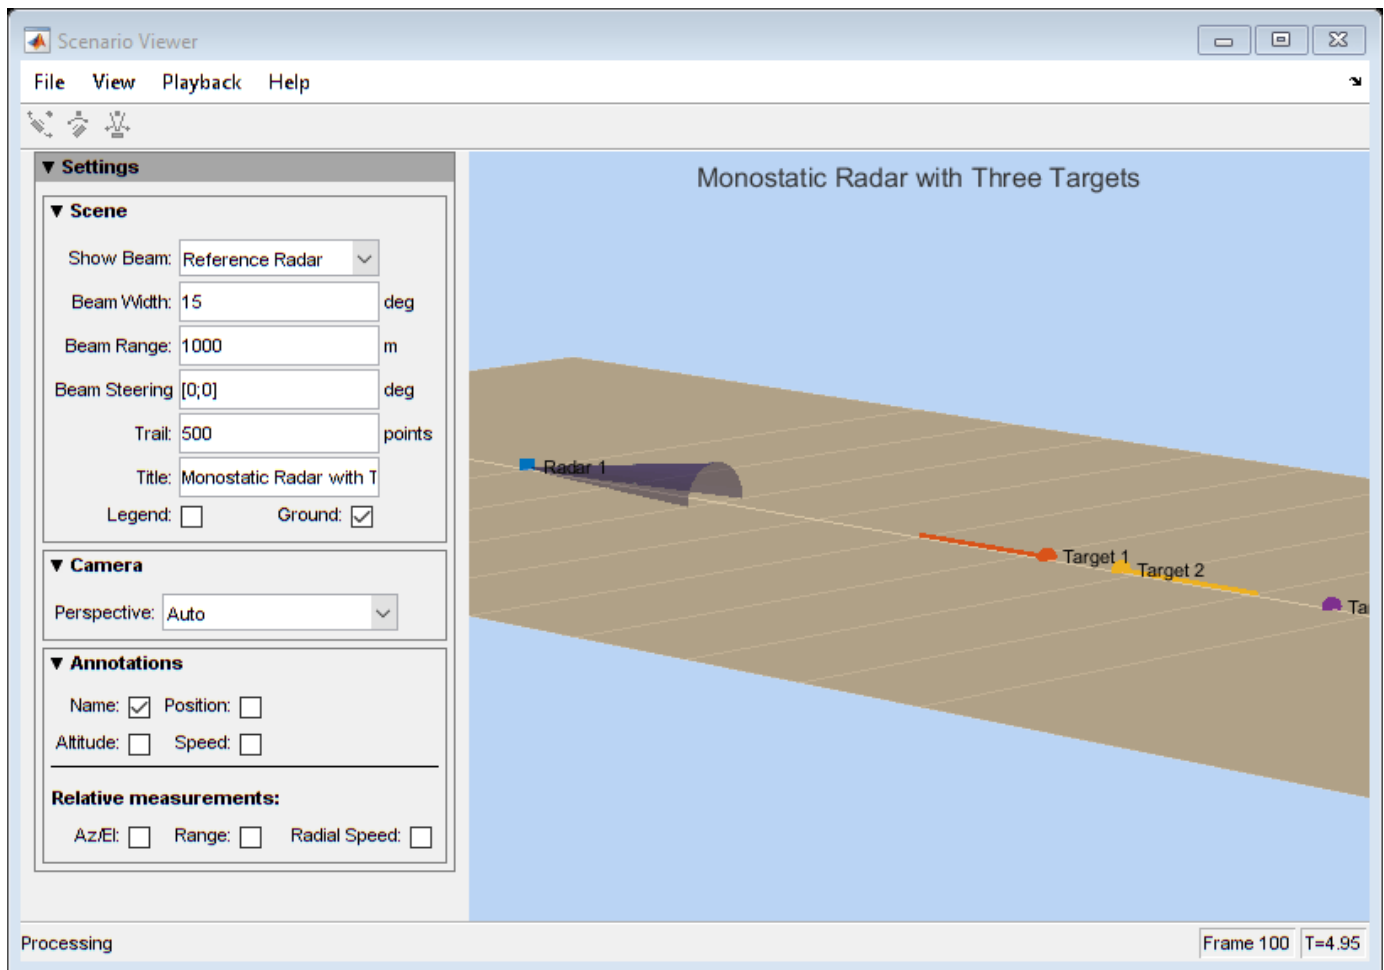 Scenario Viewer
File View Playback Help
▼ Settings
▼ Scene
Show Beam: Reference Radar
Beam Width: 15 deg
Beam Range: 1000 m
Beam Steering [0;0] deg
Trail: 500 points
Title: Monostatic Radar with T
Legend: Ground:
▼ Camera
Perspective: Auto
▼ Annotations
Name: Position:
Altitude: Speed:
Relative measurements:
Az/El: Range: Radial Speed:
Monostatic Radar with Three Targets
Radar 1
Target 1
Target 2
Ta
Processing
Frame 100 T=4.95